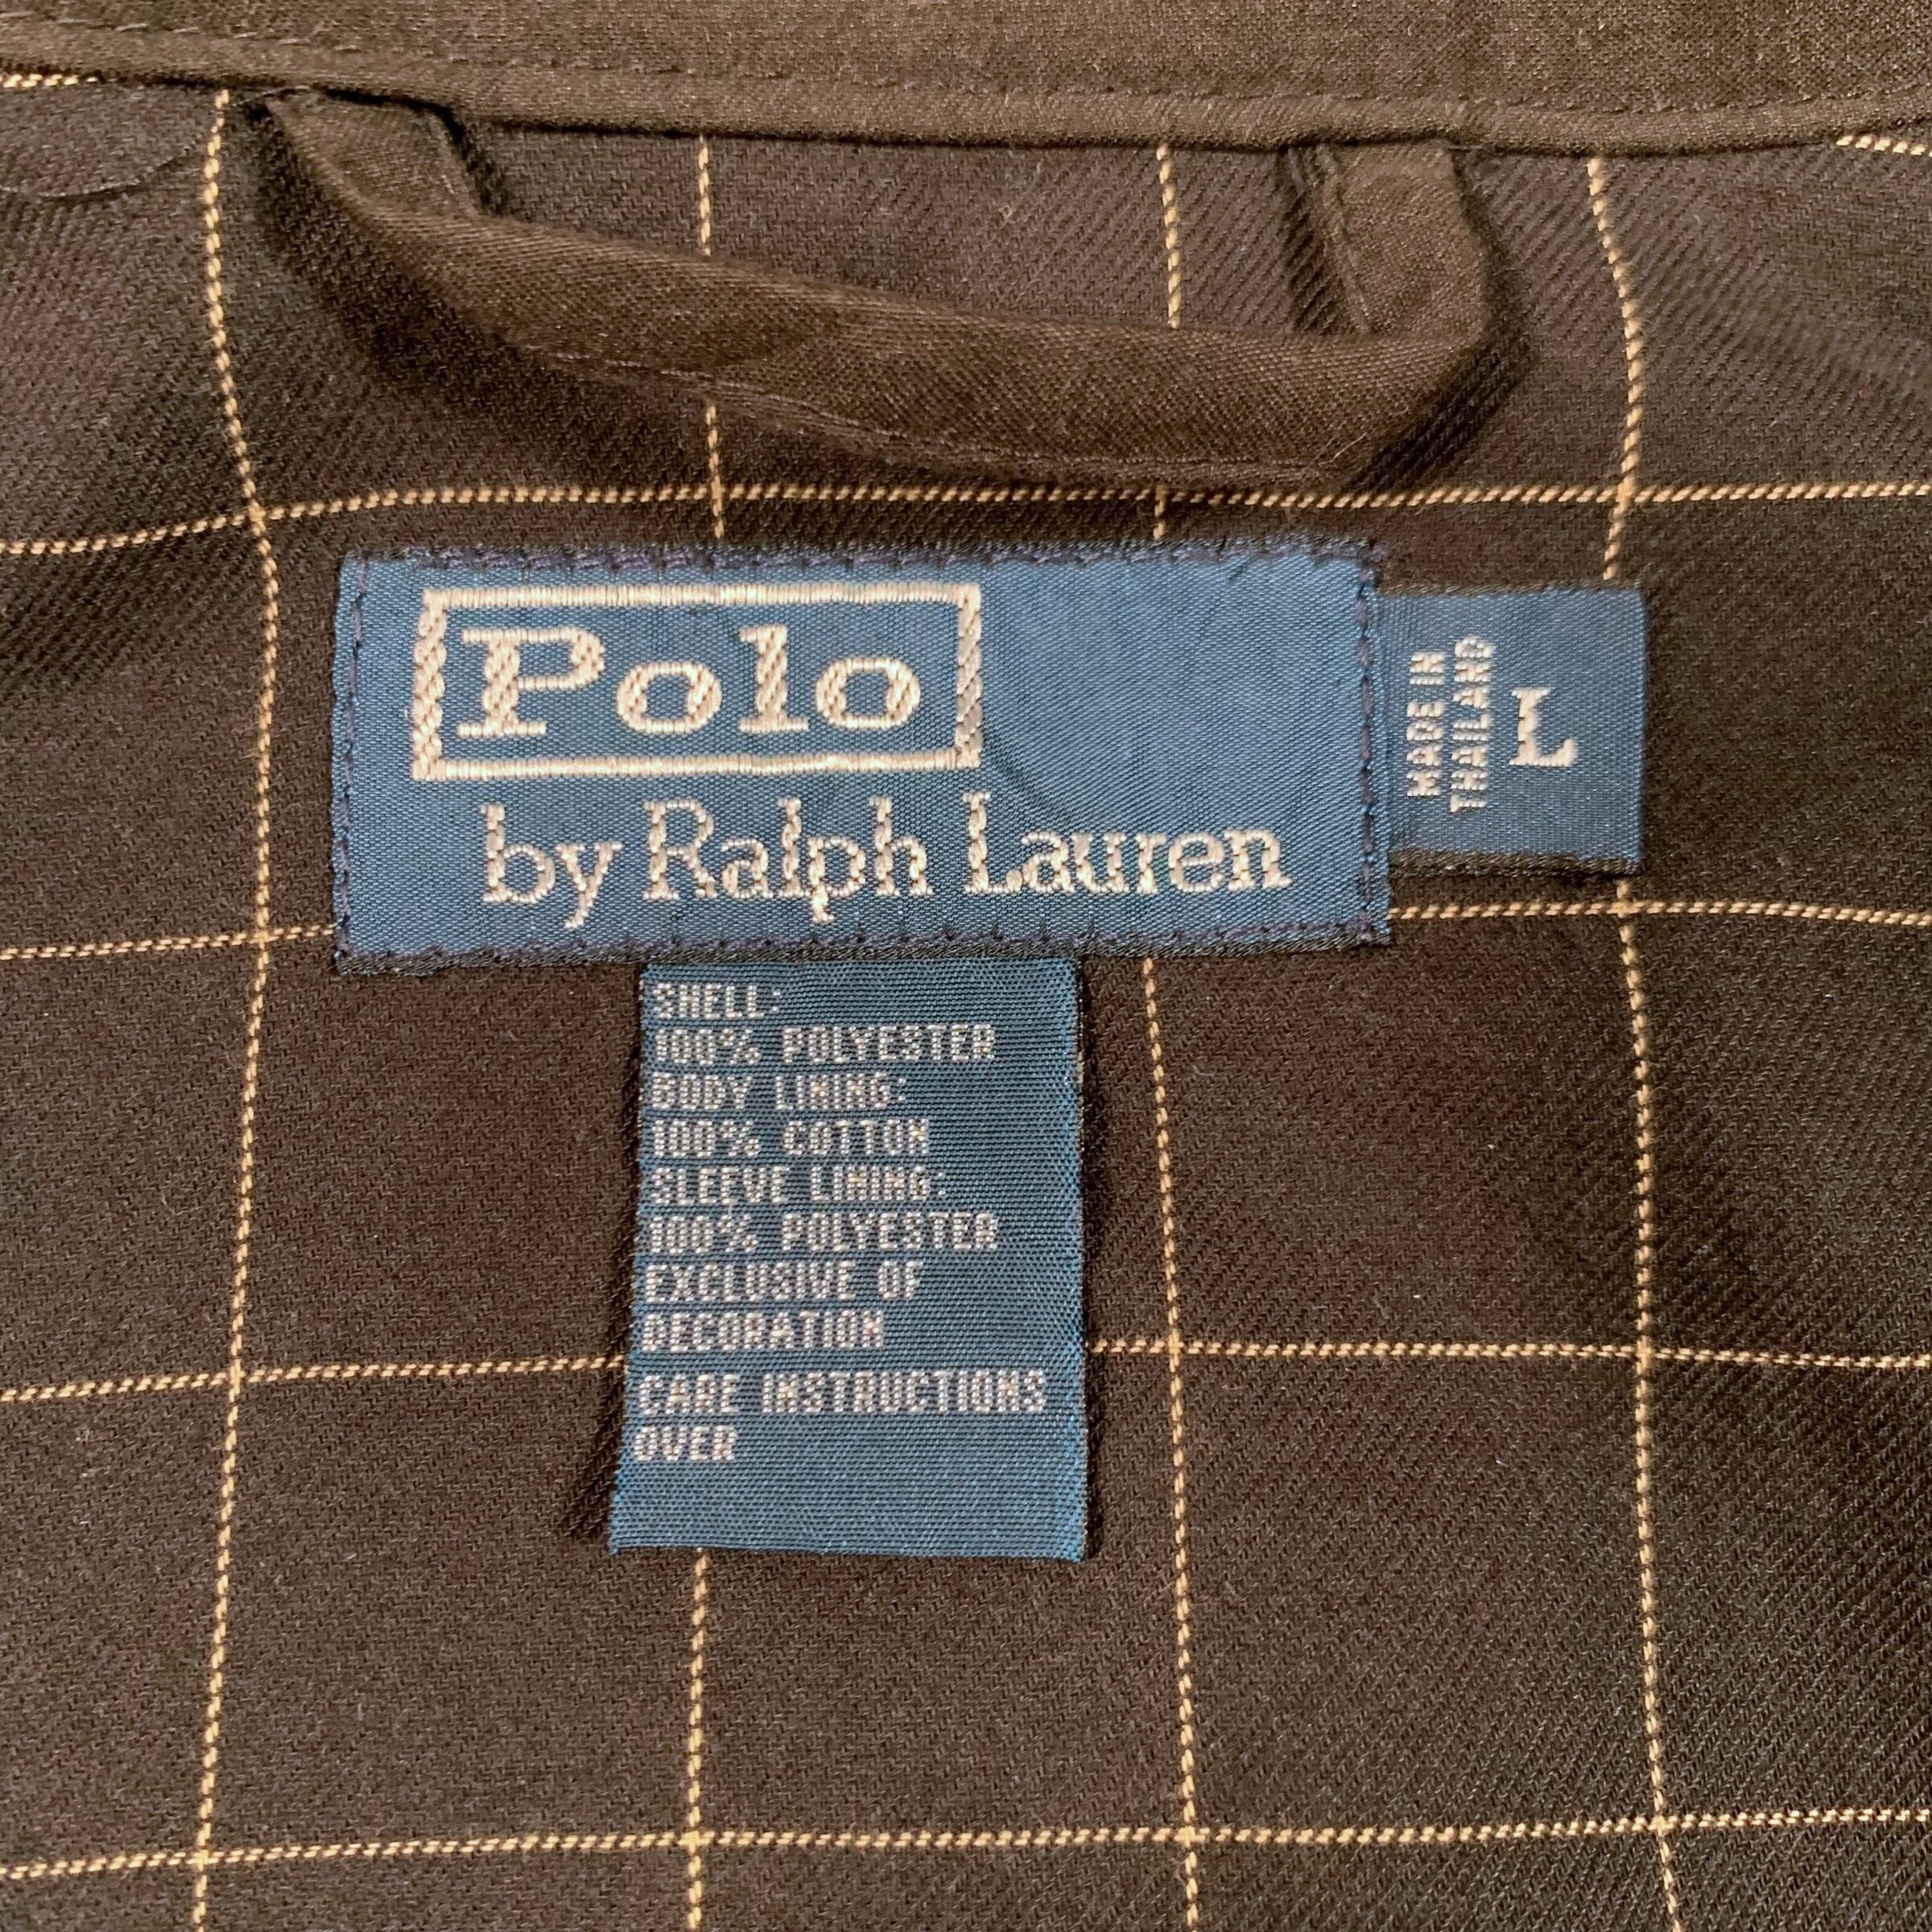 Polo
by Ralph Lauren
MADE IN
THAILAND
L
SHELL:
100% POLYESTER
BODY LINING:
100% COTTON
SLEEVE LINING:
100% POLYESTER
EXCLUSIVE OF
DECORATION
CARE INSTRUCTIONS
OVER